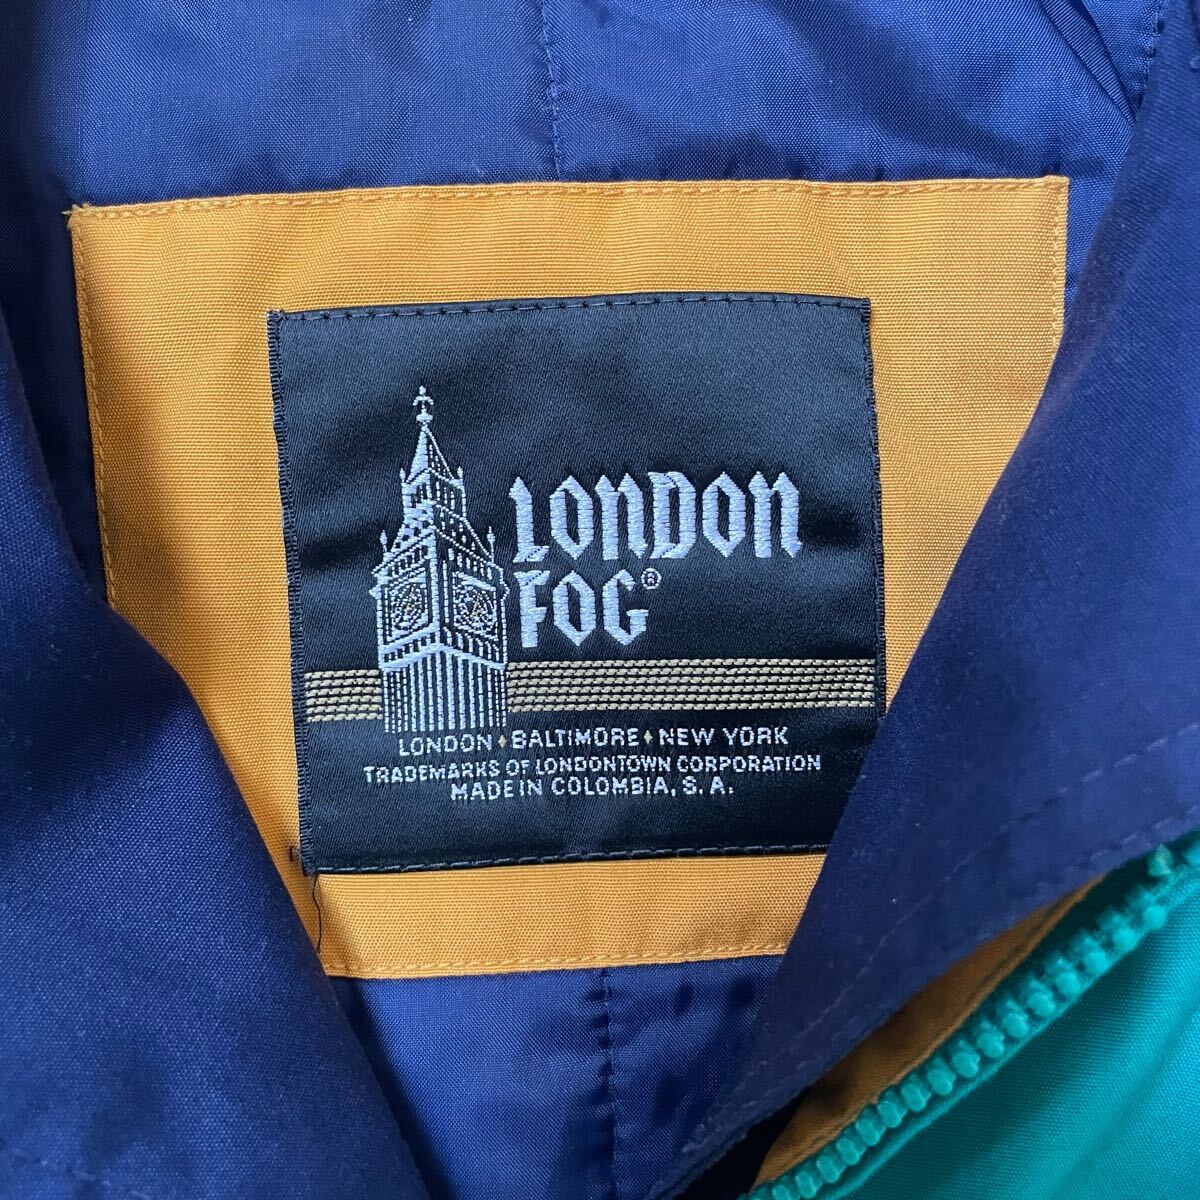 LONDON
FOG®
LONDON ♦ BALTIMORE ♦ NEW YORK
TRADEMARKS OF LONDONTOWN CORPORATION
MADE IN COLOMBIA, S. A.